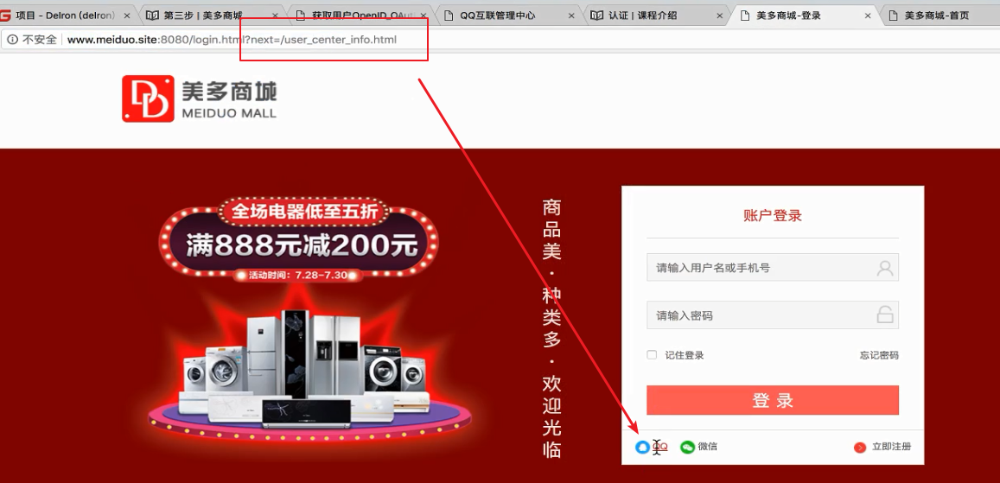 项目 - Delron (delron)
第三步 | 美多商城
获取用户OpenID_OAut
QQ互联管理中心
认证 | 课程介绍
美多商城-登录
美多商城-首页
不安全 www.meiduo.site:8080/login.html?next=/user_center_info.html
DD
美多商城
MEIDUO MALL
全场电器低至五折
满888元减200元
活动时间：7.28-7.30
商品美·种类多·欢迎光临
账户登录
请输入用户名或手机号
请输入密码
记住登录 忘记密码
登 录
QQ 微信 立即注册